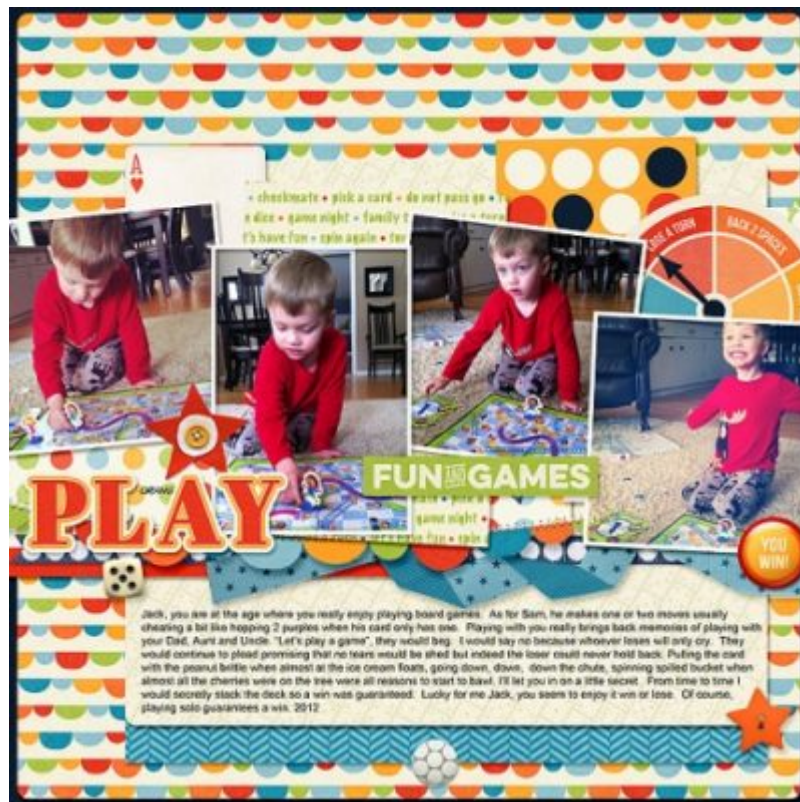 A
checkmate • pick a card • do not pass go •
dice • game night • family
t's have fun • spin again •
LOSE A TURN
BACK 2 SPACES
FUN IN GAMES
PLAY
game night •
fun • spin
YOU
WIN!
Jack, you are at the age where you really enjoy playing board games. As for Sam, he makes one or two moves usually
cheating a bit like hopping 2 purples when his card only has one. Playing with you really brings back memories of playing with
your Dad, Aunt and Uncle. "Let's play a game", they would beg. I would say no because whoever loses will only cry. They
would continue to plead promising that no tears would be shed but indeed the loser could never hold back. Pulling the card
with the peanut brittle when almost at the ice cream floats, going down, down, down the chute, spinning spilled bucket when
almost all the cherries were on the tree were all reasons to start to bawl. I'll let you in on a little secret. From time to time I
would secretly stack the deck so a win was guaranteed. Lucky for me Jack, you seem to enjoy it win or lose. Of course,
playing solo guarantees a win. 2012